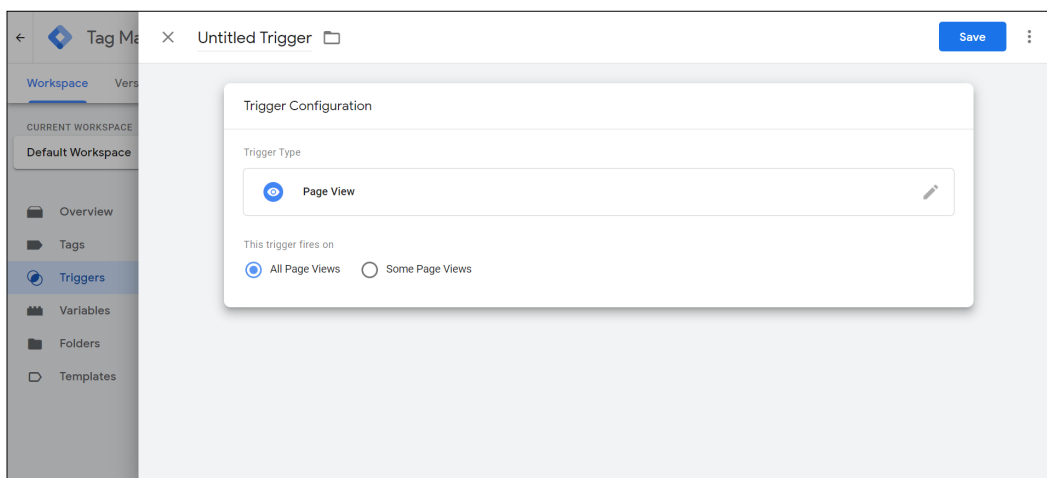 Tag Ma
Untitled Trigger
Save
Workspace Vers
CURRENT WORKSPACE
Default Workspace
Overview
Tags
Triggers
Variables
Folders
Templates
Trigger Configuration
Trigger Type
Page View
This trigger fires on
All Page Views Some Page Views